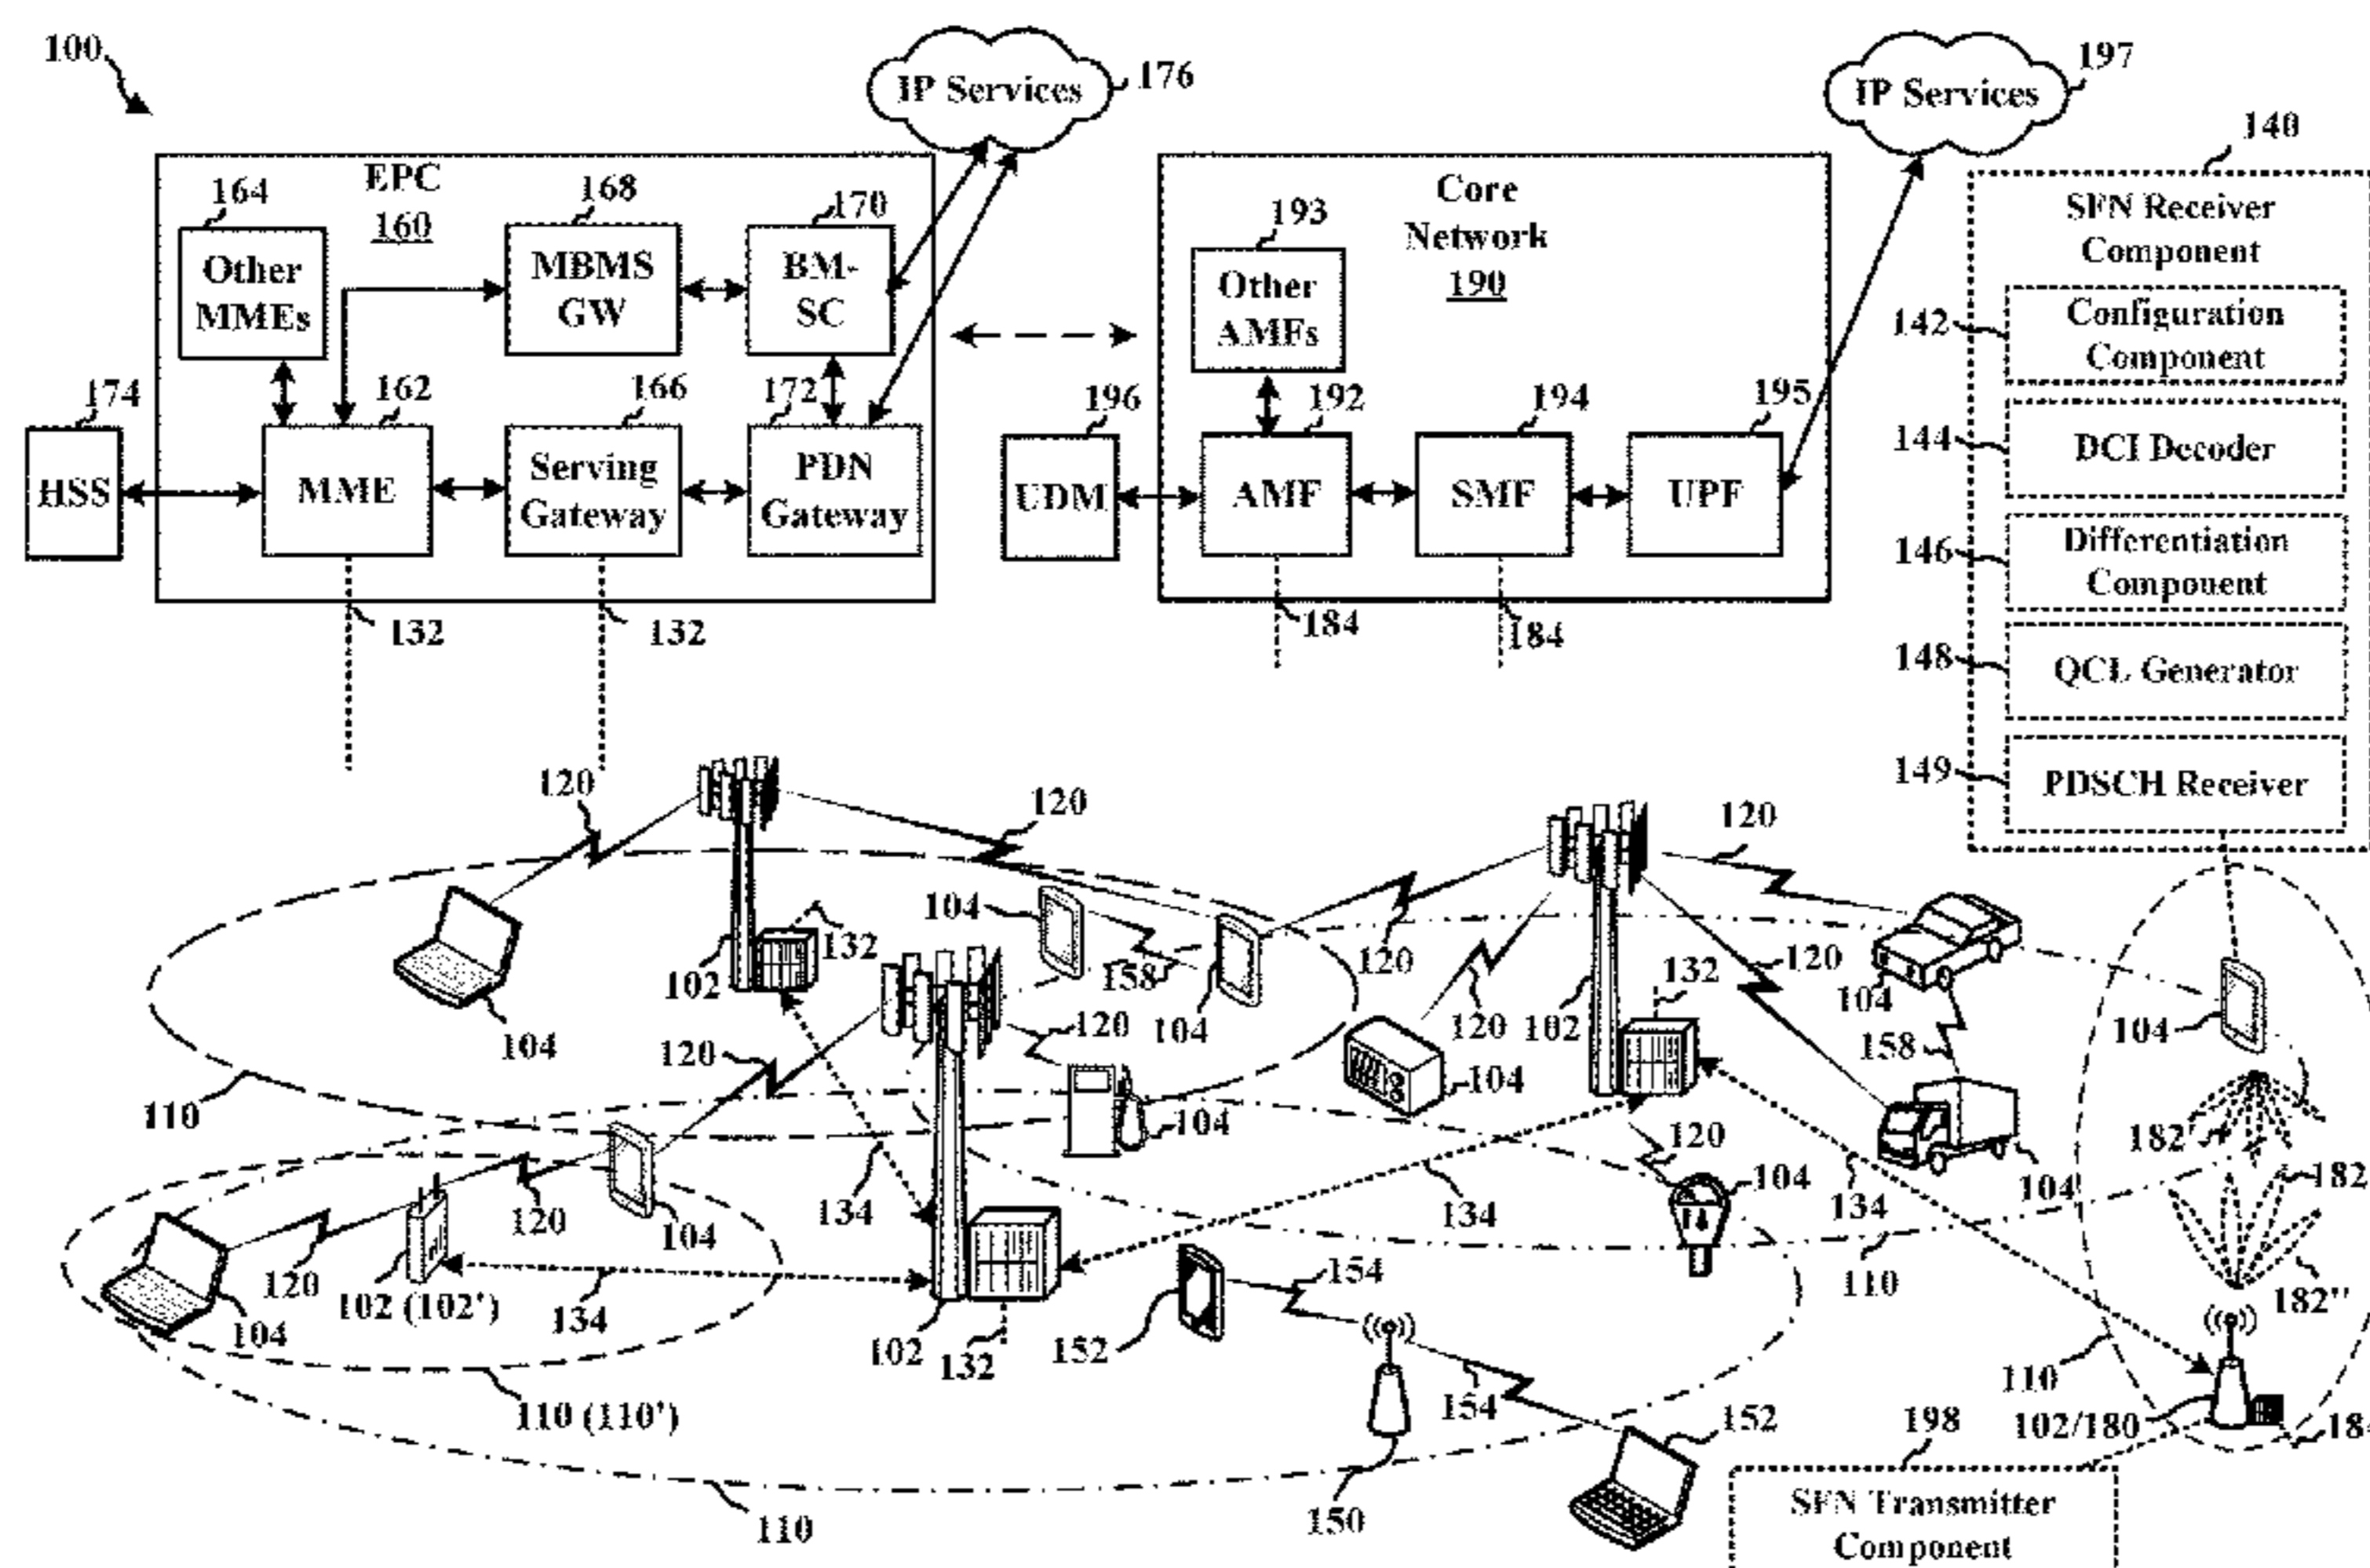 100
IP Services
176
IP Services
197
140
EPC
160
164
Other
MMEs
168
MBMS
GW
170
BM-
SC
174
HSS
162
MME
166
Serving
Gateway
172
PDN
Gateway
132
132
Core
Network
190
193
Other
AMFs
196
UDM
192
AMF
194
SMF
195
UPF
184
184
SFN Receiver
Component
142
Configuration
Component
144
DCI Decoder
146
Differentiation
Component
148
QCL Generator
149
PDSCH Receiver
120
120
120
104
104
132
102
158
104
120
120
102
132
120
104
104
158
104
120
120
104
110
104
120
182
104
182
134
134
104
134
104
120
120
104
102 (102')
134
102
132
152
154
110
182"
110
110 (110')
154
152
102/180
184
198
150
110
SFN Transmitter
Component